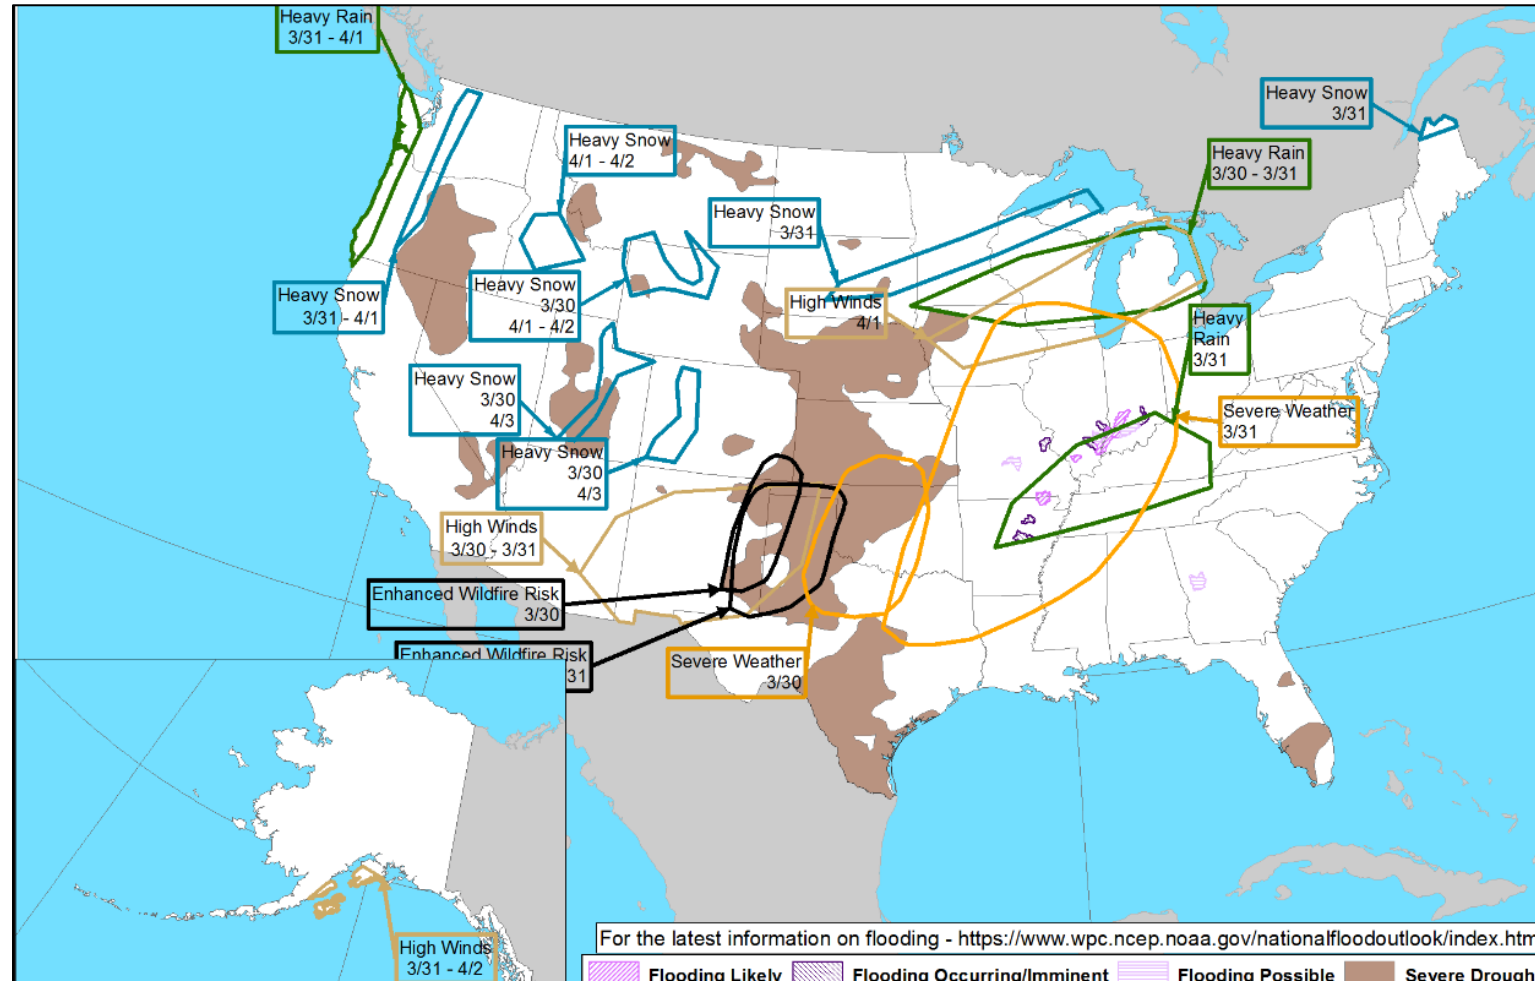 Heavy Rain
3/31 - 4/1
Heavy Snow
3/31
Heavy Snow
4/1 - 4/2
Heavy Rain
3/30 - 3/31
Heavy Snow
3/31
Heavy Snow
3/31 - 4/1
Heavy Snow
3/30
4/1 - 4/2
High Winds
4/1
Heavy
Rain
3/31
Heavy Snow
3/30
4/3
Severe Weather
3/31
Heavy Snow
3/30
4/3
High Winds
3/30 - 3/31
Enhanced Wildfire Risk
3/30
Enhanced Wildfire Risk
31
Severe Weather
3/30
High Winds
3/31 - 4/2
For the latest information on flooding - https://www.wpc.ncep.noaa.gov/nationalfloodoutlook/index.htm
Flooding Likely
Flooding Occurring/Imminent
Flooding Possible
Severe Drough